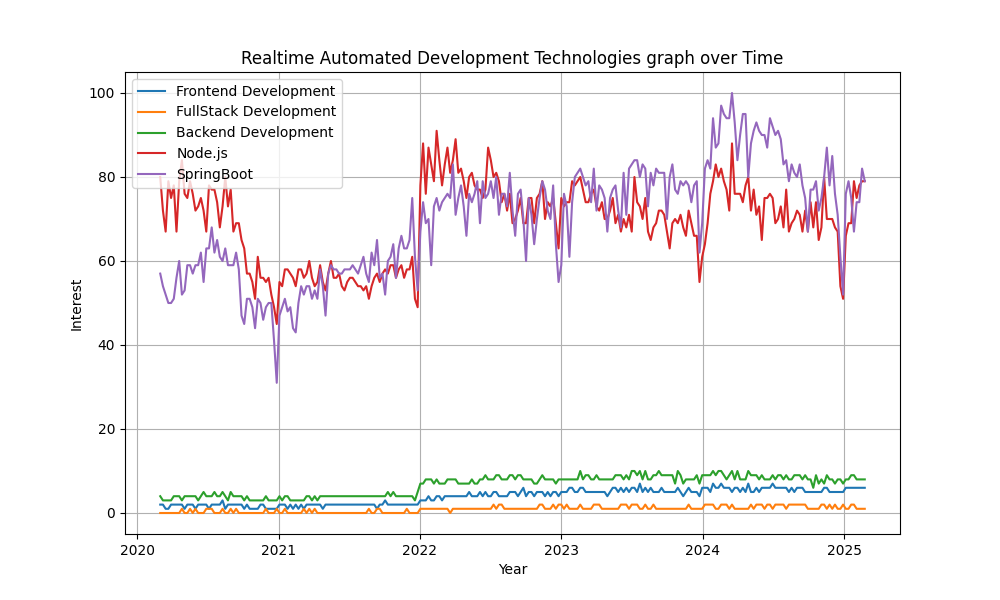 Realtime Automated Development Technologies graph over Time
100
80
60
40
20
0
Interest
Frontend Development
FullStack Development
Backend Development
Node.js
SpringBoot
2020
2021
2022
2023
2024
2025
Year